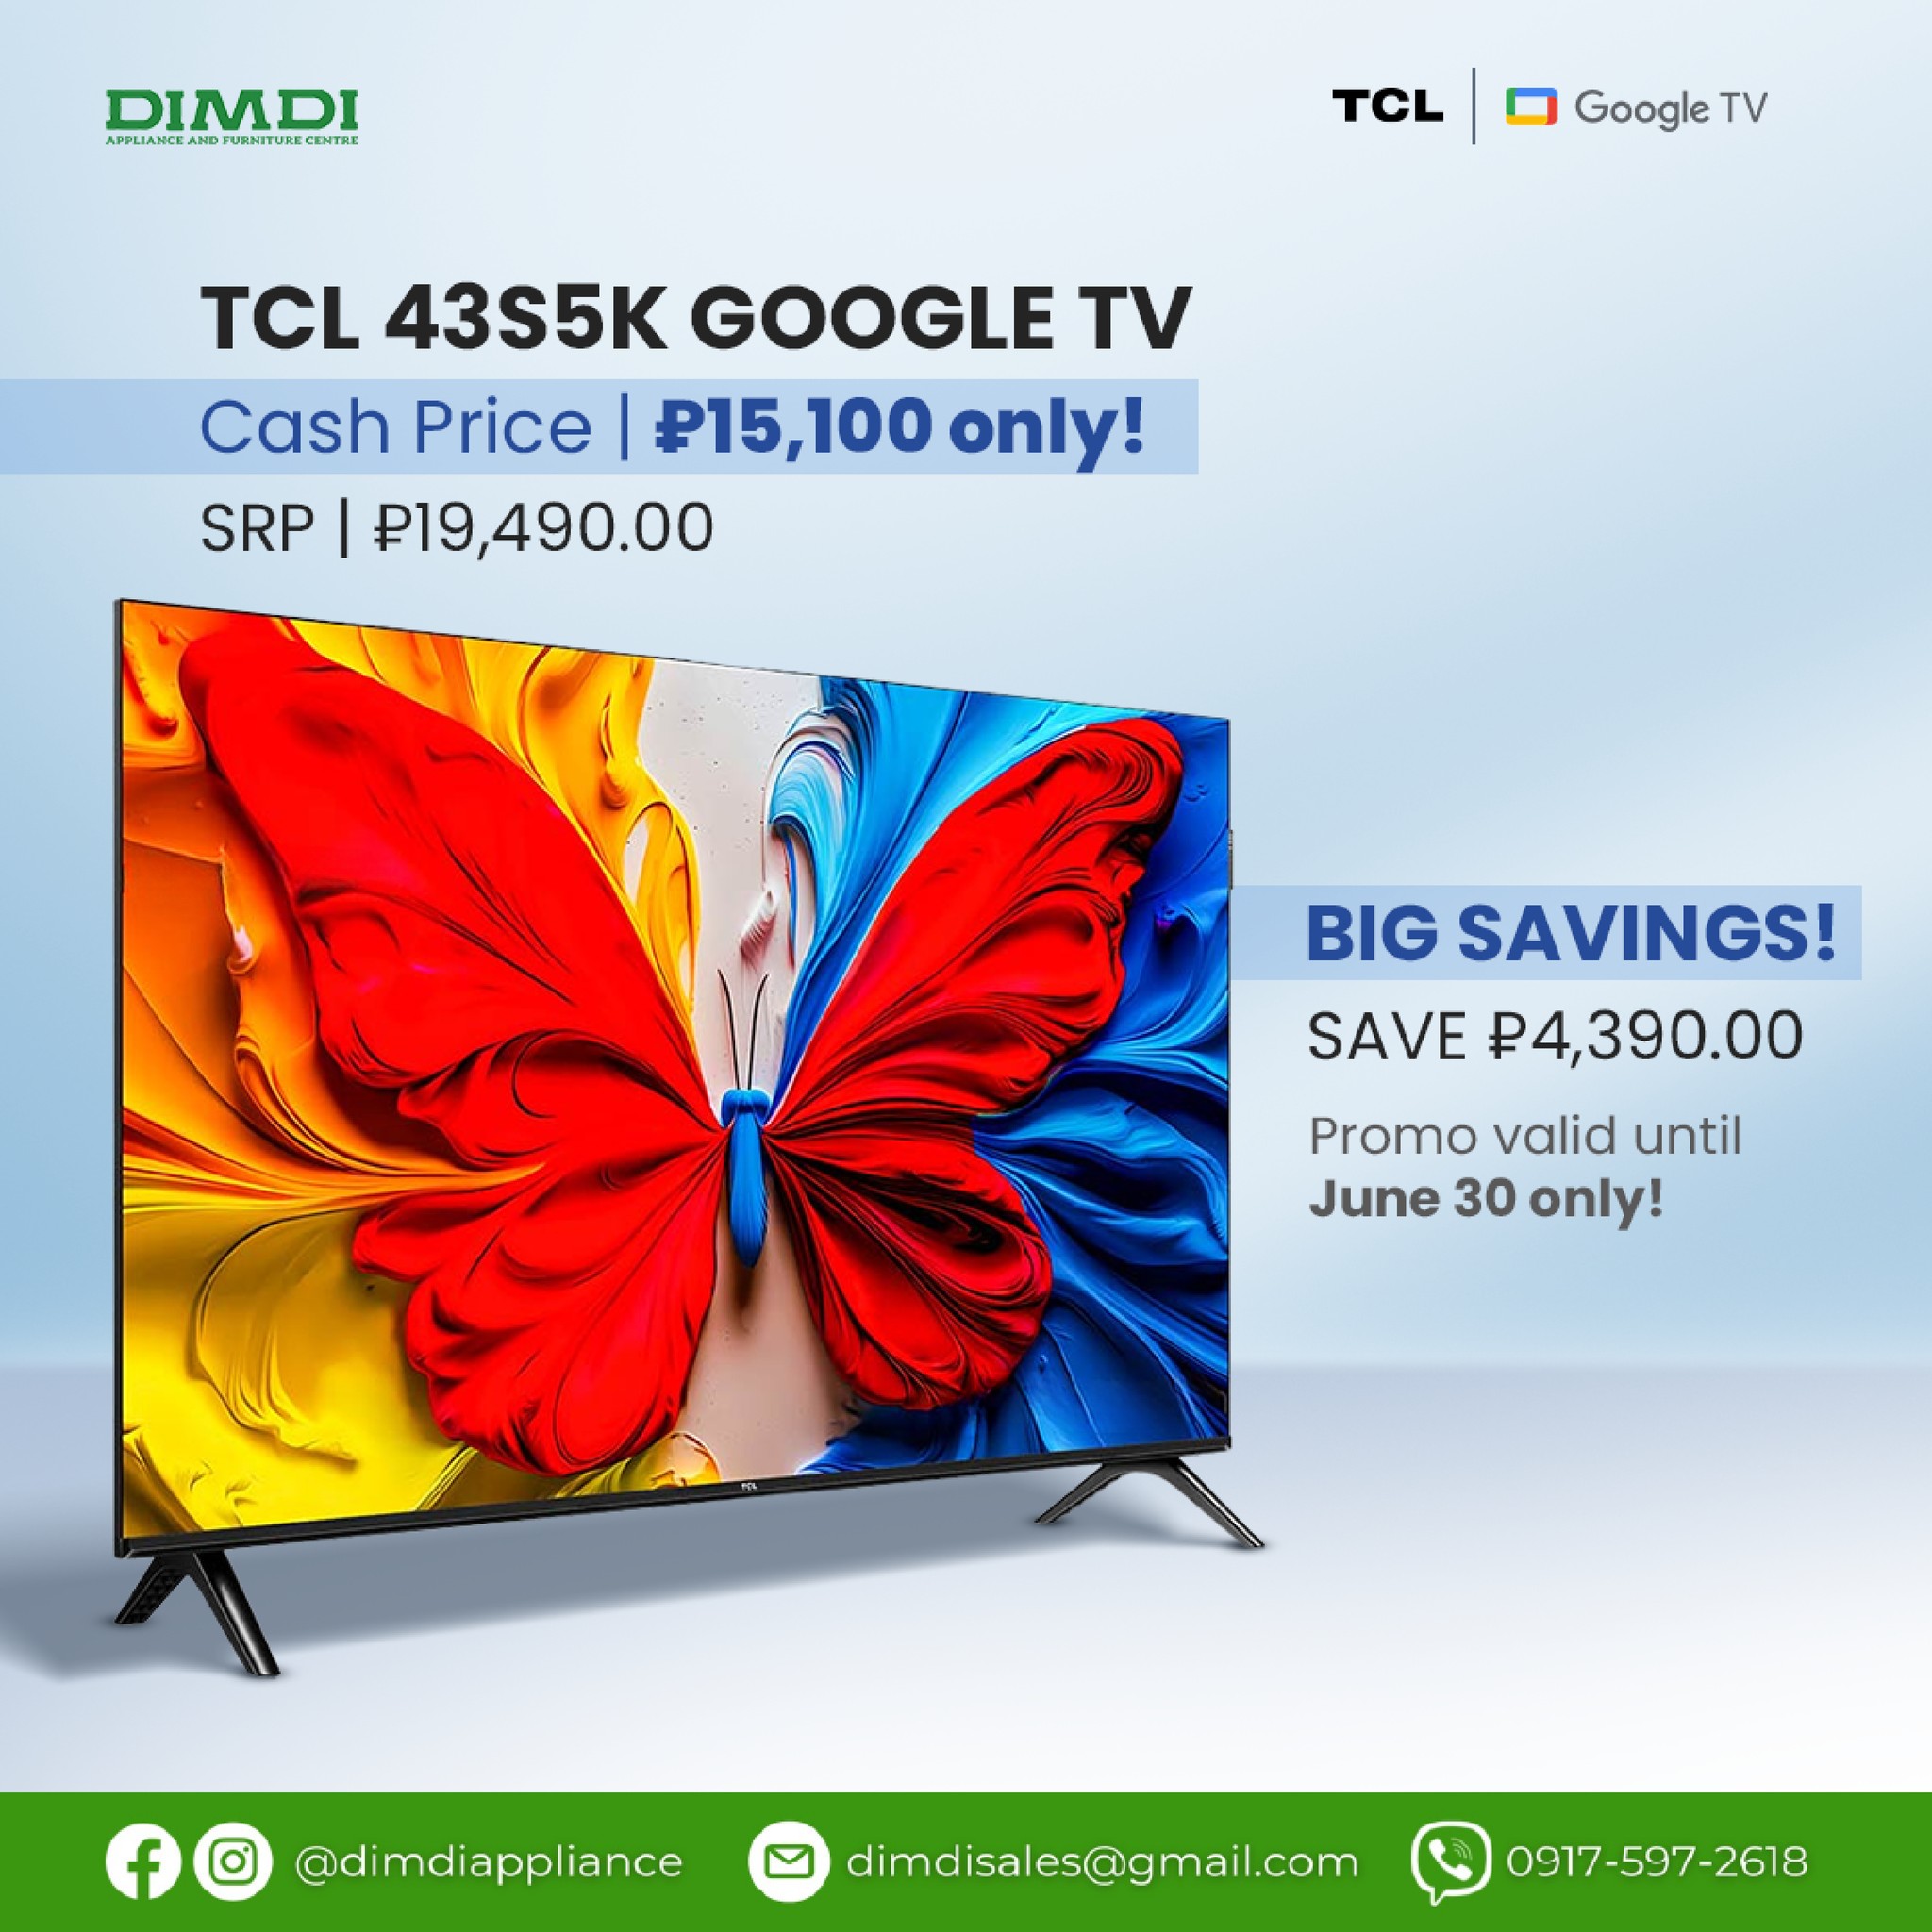 DIMDI
APPLIANCE AND FURNITURE CENTRE
TCL | Google TV
TCL 43S5K GOOGLE TV
Cash Price | ₽15,100 only!
SRP | ₽19,490.00
BIG SAVINGS!
SAVE ₽4,390.00
Promo valid until
June 30 only!
TCL
@dimdiappliance
dimdisales@gmail.com
0917-597-2618